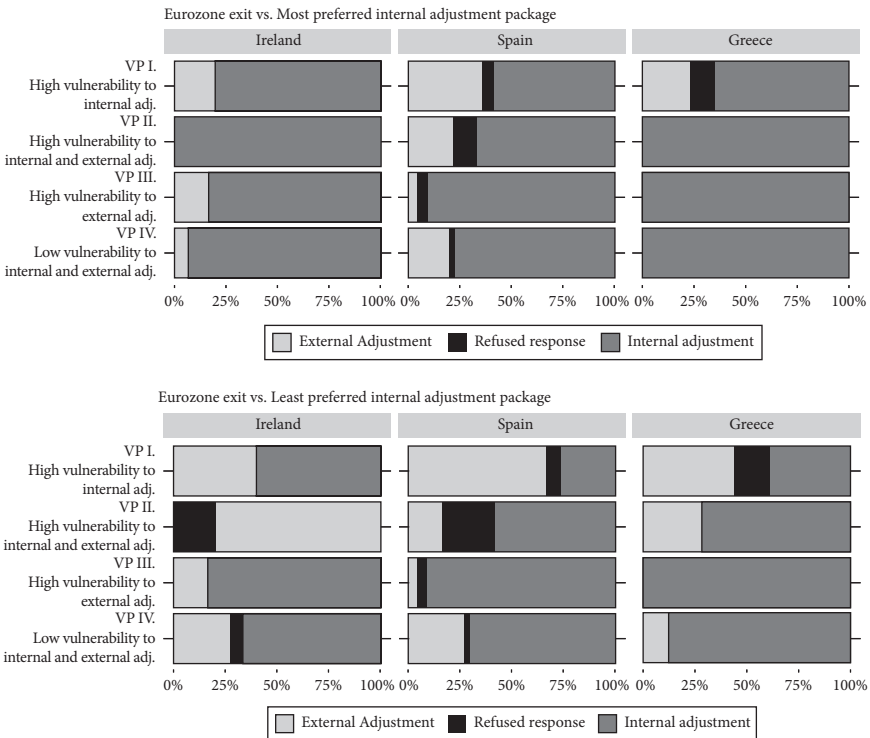 Eurozone exit vs. Most preferred internal adjustment package
Ireland Spain Greece
VP I.
High vulnerability to
internal adj.
VP II.
High vulnerability to
internal and external adj.
VP III.
High vulnerability to
external adj.
VP IV.
Low vulnerability to
internal and external adj.
0% 25% 50% 75% 100% 0% 25% 50% 75% 100% 0% 25% 50% 75% 100%
External Adjustment Refused response Internal adjustment
Eurozone exit vs. Least preferred internal adjustment package
Ireland Spain Greece
VP I.
High vulnerability to
internal adj.
VP II.
High vulnerability to
internal and external adj.
VP III.
High vulnerability to
external adj.
VP IV.
Low vulnerability to
internal and external adj.
0% 25% 50% 75% 100% 0% 25% 50% 75% 100% 0% 25% 50% 75% 100%
External Adjustment Refused response Internal adjustment